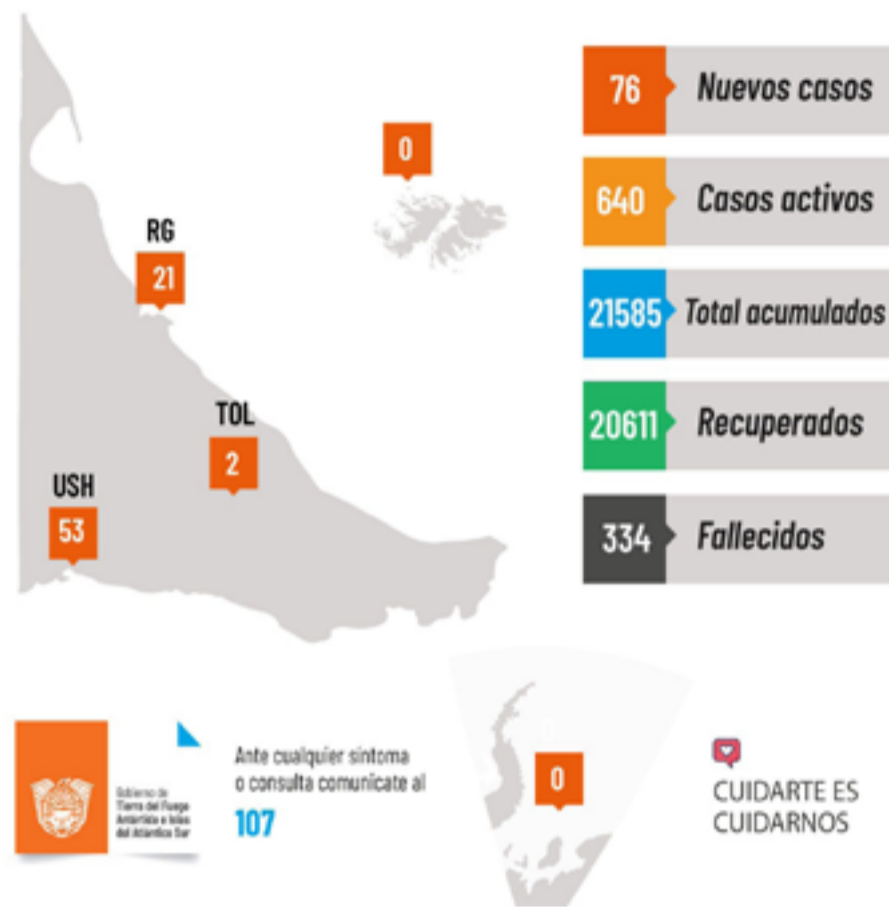 76 Nuevos casos
0
640 Casos activos
RG
21
21585 Total acumulados
TOL
2
20611 Recuperados
USH
53
334 Fallecidos
Gobierno de
Tierra del Fuego
Antártida e Islas
del Atlántico Sur
Ante cualquier síntoma
o consulta comunicate al
107
0
CUIDARTE ES
CUIDARNOS